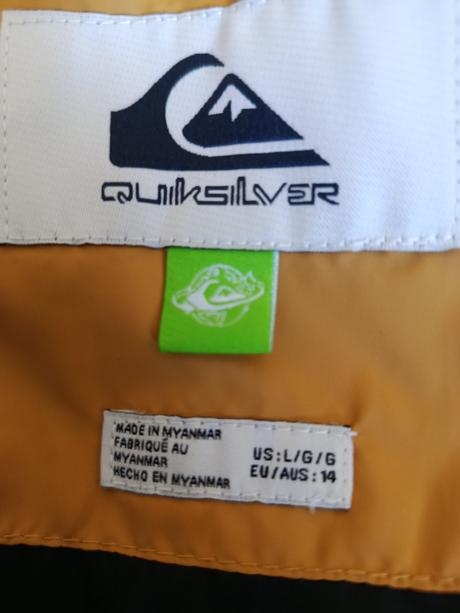 QUIKSILVER
MADE IN MYANMAR
FABRIQUÉ AU
MYANMAR
HECHO EN MYANMAR
US:L/G/G
EU/AUS:14